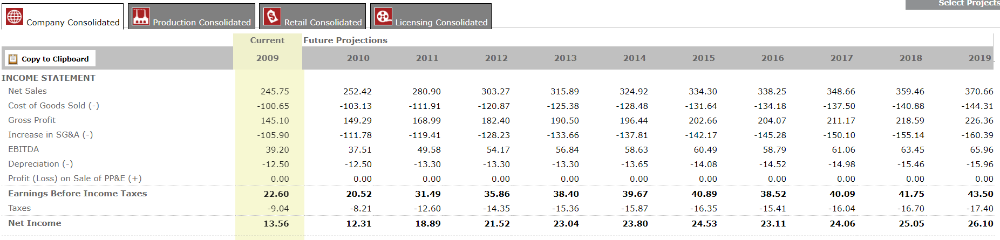 Select Projects
Company Consolidated Production Consolidated Retail Consolidated Licensing Consolidated
Current Future Projections
Copy to Clipboard 2009 2010 2011 2012 2013 2014 2015 2016 2017 2018 2019
INCOME STATEMENT
Net Sales 245.75 252.42 280.90 303.27 315.89 324.92 334.30 338.25 348.66 359.46 370.66
Cost of Goods Sold (-) -100.65 -103.13 -111.91 -120.87 -125.38 -128.48 -131.64 -134.18 -137.50 -140.88 -144.31
Gross Profit 145.10 149.29 168.99 182.40 190.50 196.44 202.66 204.07 211.17 218.59 226.36
Increase in SG&A (-) -105.90 -111.78 -119.41 -128.23 -133.66 -137.81 -142.17 -145.28 -150.10 -155.14 -160.39
EBITDA 39.20 37.51 49.58 54.17 56.84 58.63 60.49 58.79 61.06 63.45 65.96
Depreciation (-) -12.50 -12.50 -13.30 -13.30 -13.30 -13.65 -14.08 -14.52 -14.98 -15.46 -15.96
Profit (Loss) on Sale of PP&E (+) 0.00 0.00 0.00 0.00 0.00 0.00 0.00 0.00 0.00 0.00 0.00
Earnings Before Income Taxes 22.60 20.52 31.49 35.86 38.40 39.67 40.89 38.52 40.09 41.75 43.50
Taxes -9.04 -8.21 -12.60 -14.35 -15.36 -15.87 -16.35 -15.41 -16.04 -16.70 -17.40
Net Income 13.56 12.31 18.89 21.52 23.04 23.80 24.53 23.11 24.06 25.05 26.10